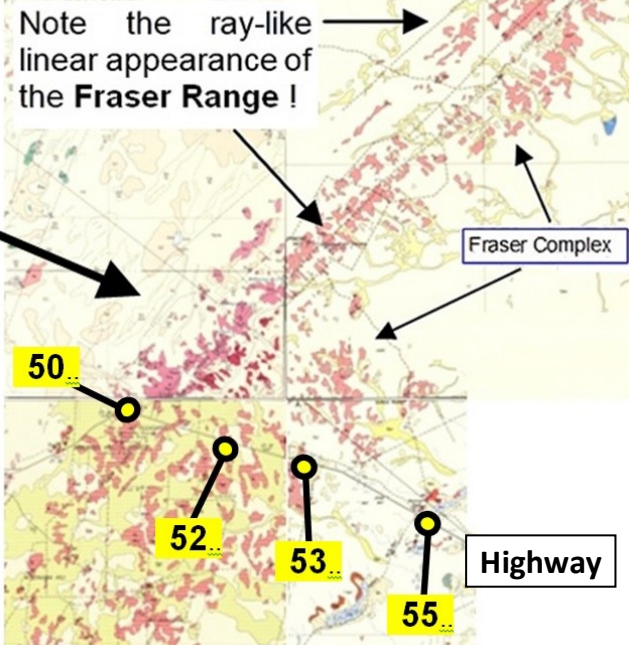 Note the ray-like
linear appearance of
the Fraser Range !
Fraser Complex
50..
52..
53..
55..
Highway